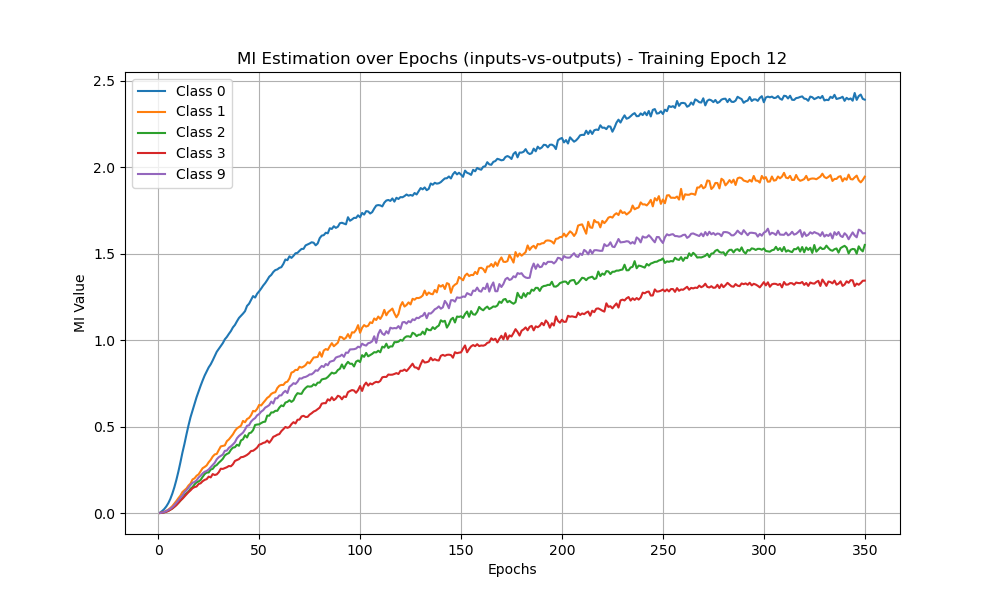 MI Estimation over Epochs (inputs-vs-outputs) - Training Epoch 12
2.5
2.0
1.5
1.0
0.5
0.0
MI Value
Class 0
Class 1
Class 2
Class 3
Class 9
0
50
100
150
200
250
300
350
Epochs